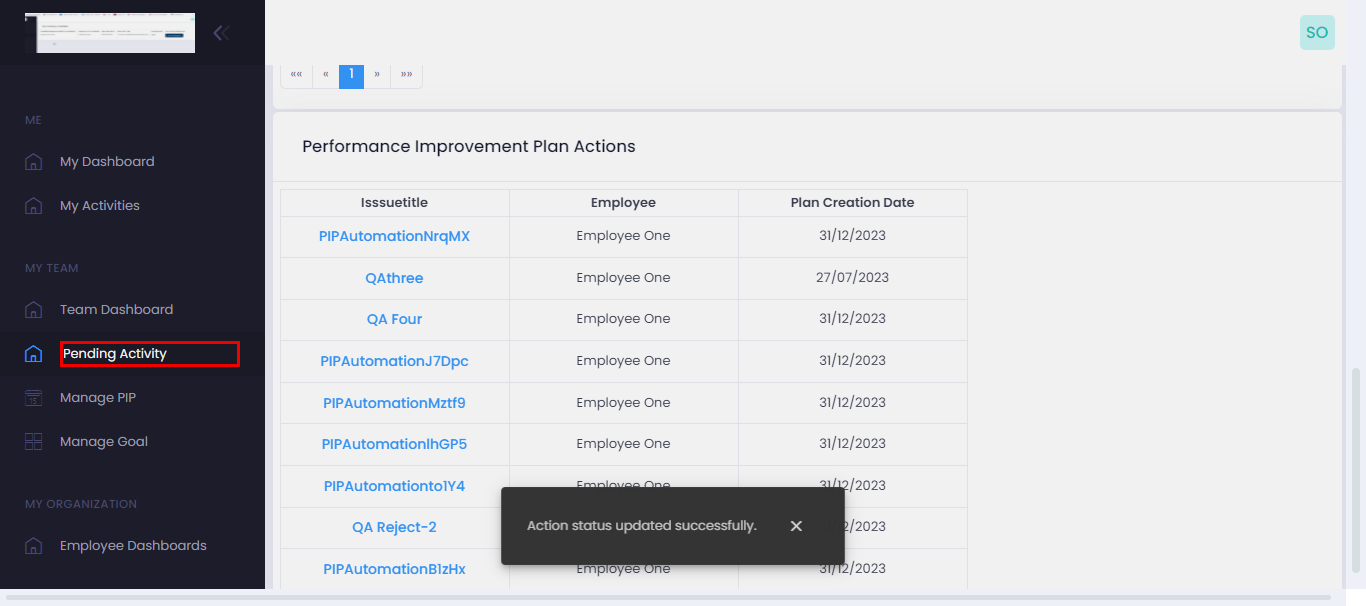 SO
ME
My Dashboard
My Activities
MY TEAM
Team Dashboard
Pending Activity
Manage PIP
Manage Goal
MY ORGANIZATION
Employee Dashboards
«« « 1 » »»
Performance Improvement Plan Actions
Isssuetitle Employee Plan Creation Date
PIPAutomationNrqMX Employee One 31/12/2023
QAthree Employee One 27/07/2023
QA Four Employee One 31/12/2023
PIPAutomationJ7Dpc Employee One 31/12/2023
PIPAutomationMztf9 Employee One 31/12/2023
PIPAutomationlhGP5 Employee One 31/12/2023
PIPAutomationto1Y4 Employee One 31/12/2023
QA Reject-2 2/2023
PIPAutomationB1zHx Employee One 31/12/2023
Action status updated successfully. ✕